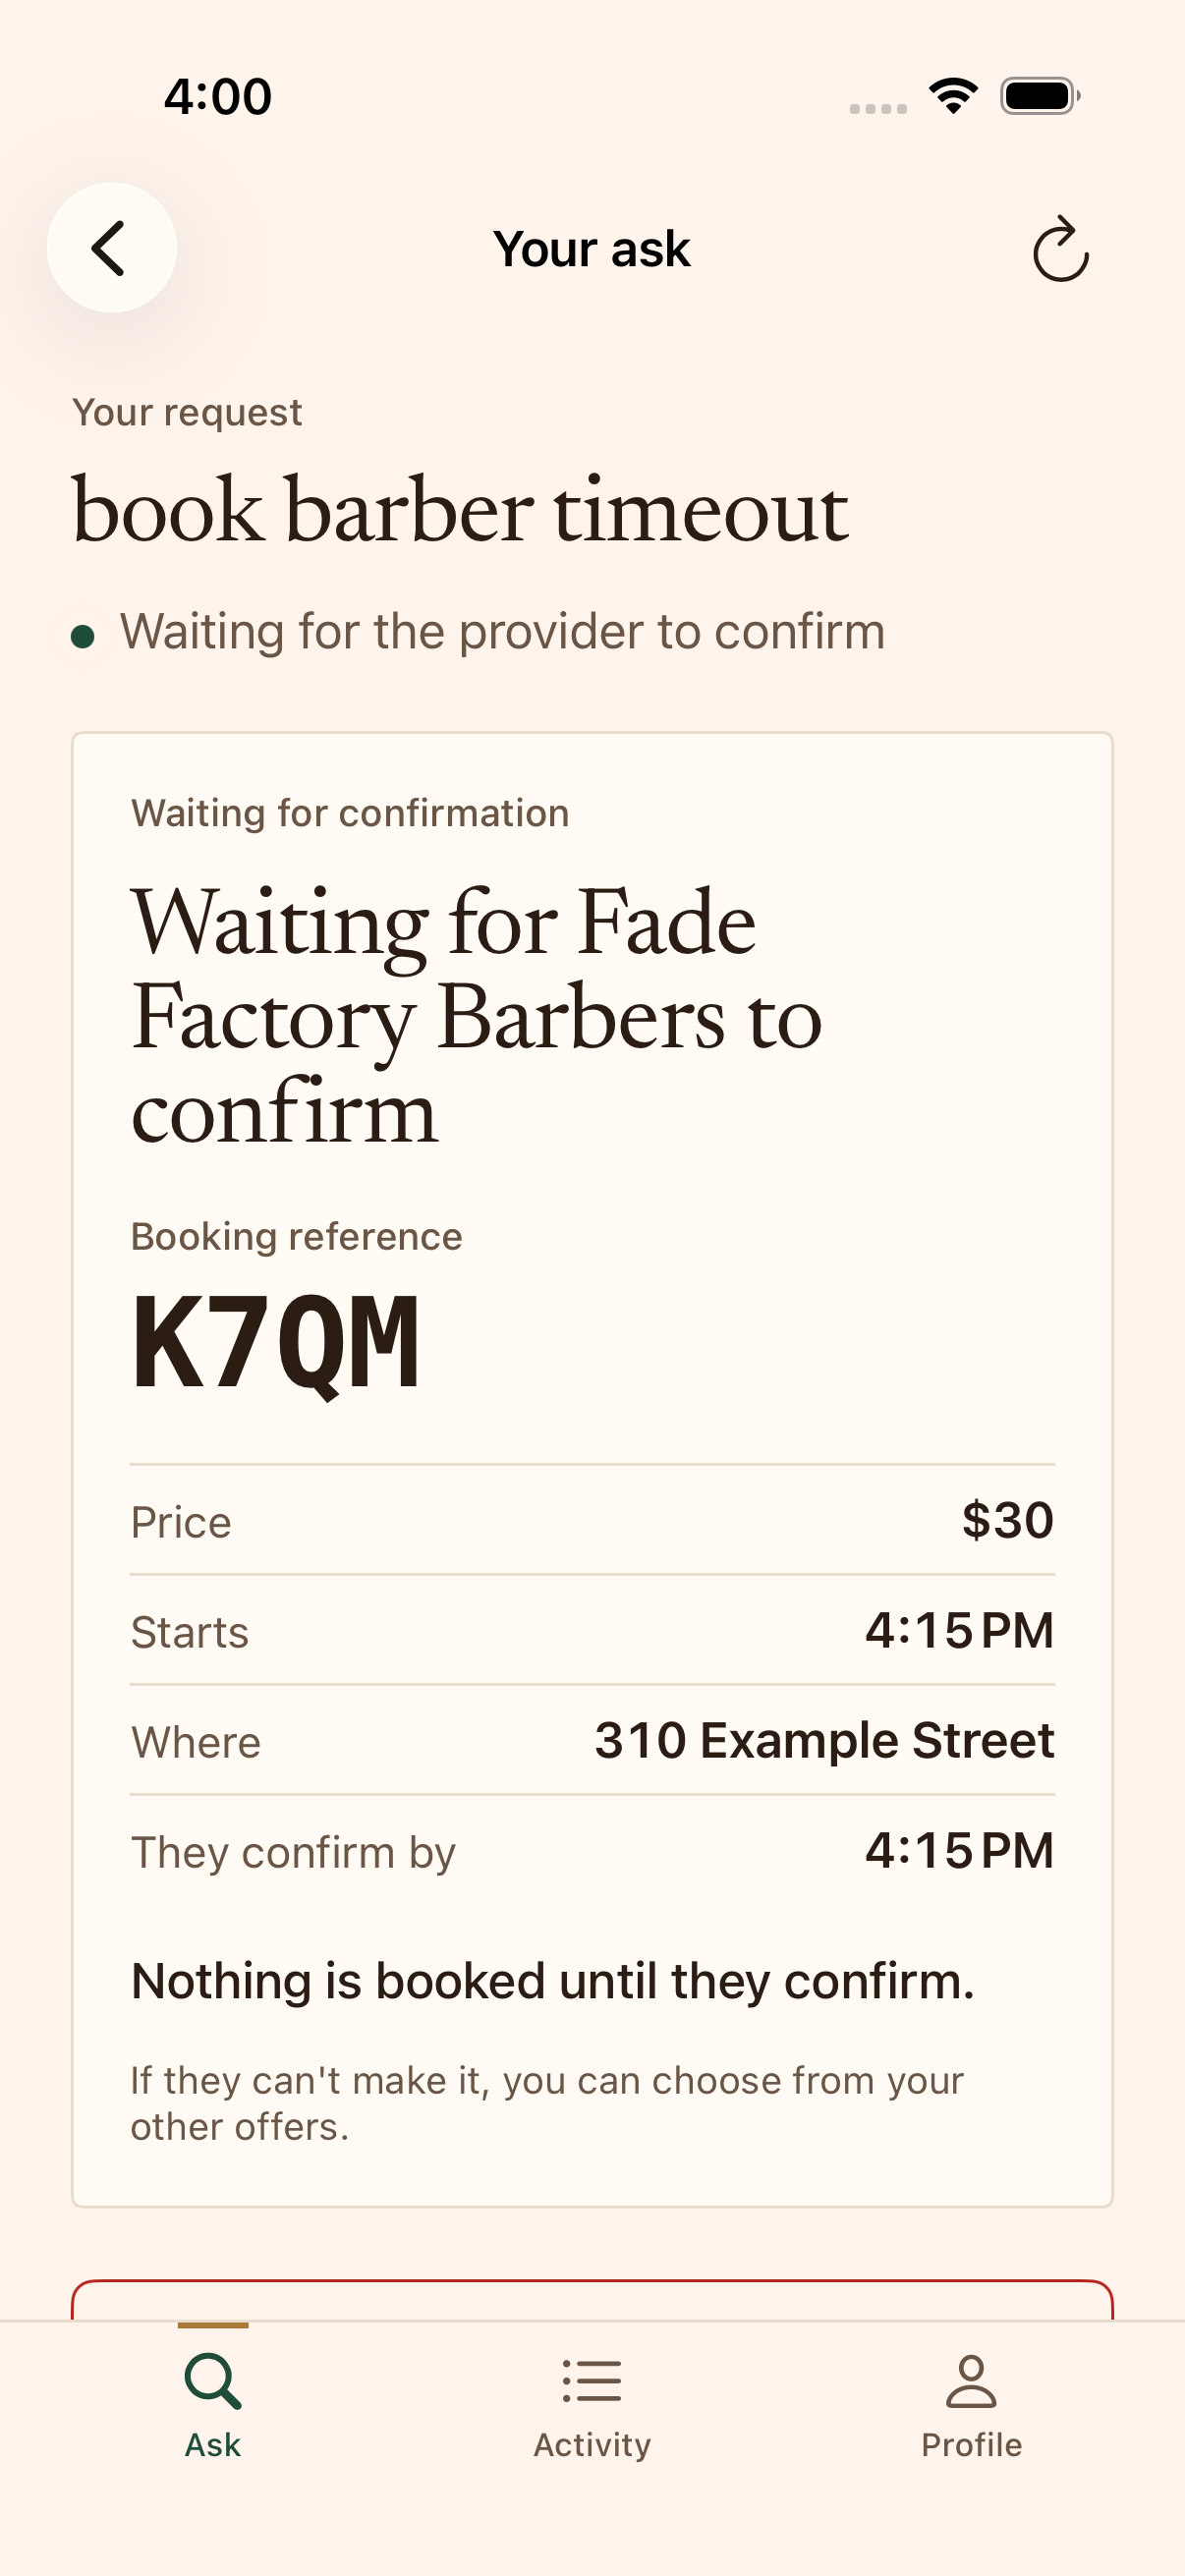 4:00
Your ask
Your request
book barber timeout
Waiting for the provider to confirm
Waiting for confirmation
Waiting for Fade
Factory Barbers to
confirm
Booking reference
K7QM
Price $30
Starts 4:15 PM
Where 310 Example Street
They confirm by 4:15 PM
Nothing is booked until they confirm.
If they can't make it, you can choose from your
other offers.
Ask Activity Profile